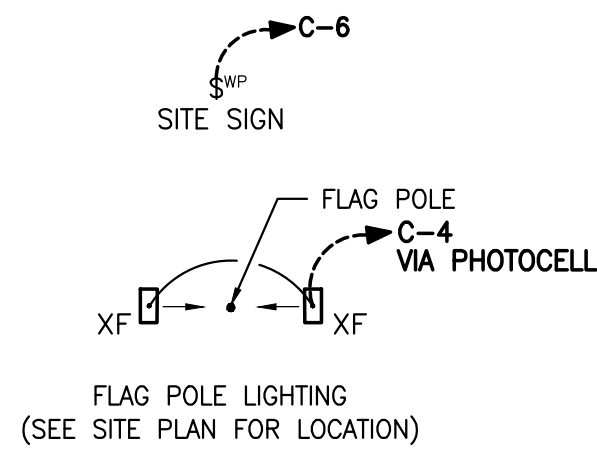 C-6
$WP
SITE SIGN
FLAG POLE
C-4
VIA PHOTOCELL
XF
XF
FLAG POLE LIGHTING
(SEE SITE PLAN FOR LOCATION)